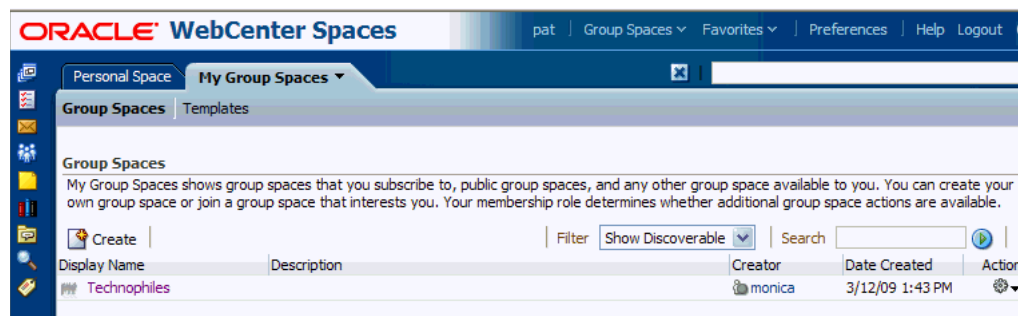 ORACLE WebCenter Spaces pat Group Spaces Favorites Preferences Help Logout
Personal Space My Group Spaces
Group Spaces Templates
Group Spaces
My Group Spaces shows group spaces that you subscribe to, public group spaces, and any other group space available to you. You can create your
own group space or join a group space that interests you. Your membership role determines whether additional group space actions are available.
Create Filter Show Discoverable Search
Display Name Description Creator Date Created Action
Technophiles monica 3/12/09 1:43 PM